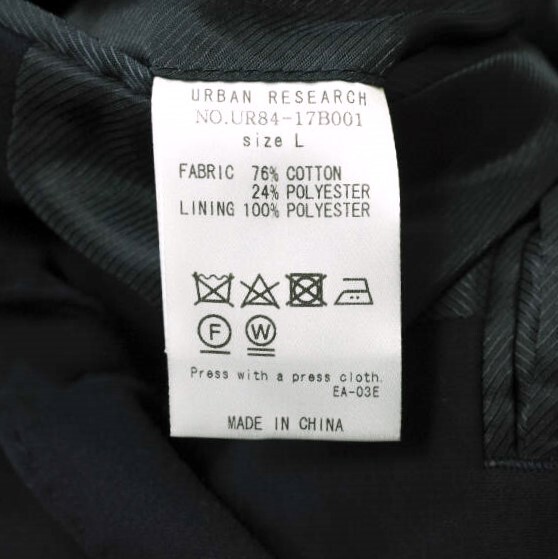 URBAN RESEARCH
NO.UR84-17B001
size L
FABRIC 76% COTTON
24% POLYESTER
LINING 100% POLYESTER
F W
Press with a press cloth.
EA-03E
MADE IN CHINA